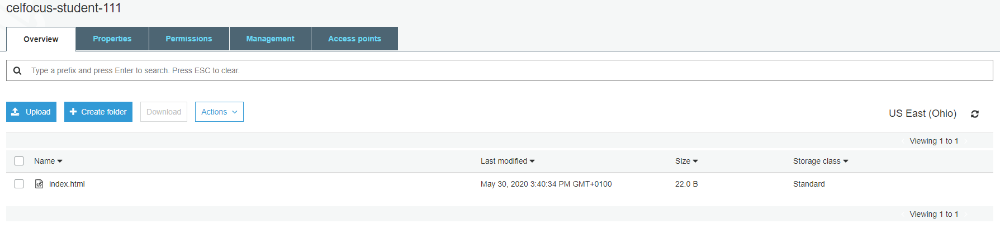 celfocus-student-111
Overview Properties Permissions Management Access points
Type a prefix and press Enter to search. Press ESC to clear.
Upload Create folder Download Actions US East (Ohio)
Viewing 1 to 1
Name Last modified Size Storage class
index.html May 30, 2020 3:40:34 PM GMT+0100 22.0 B Standard
Viewing 1 to 1